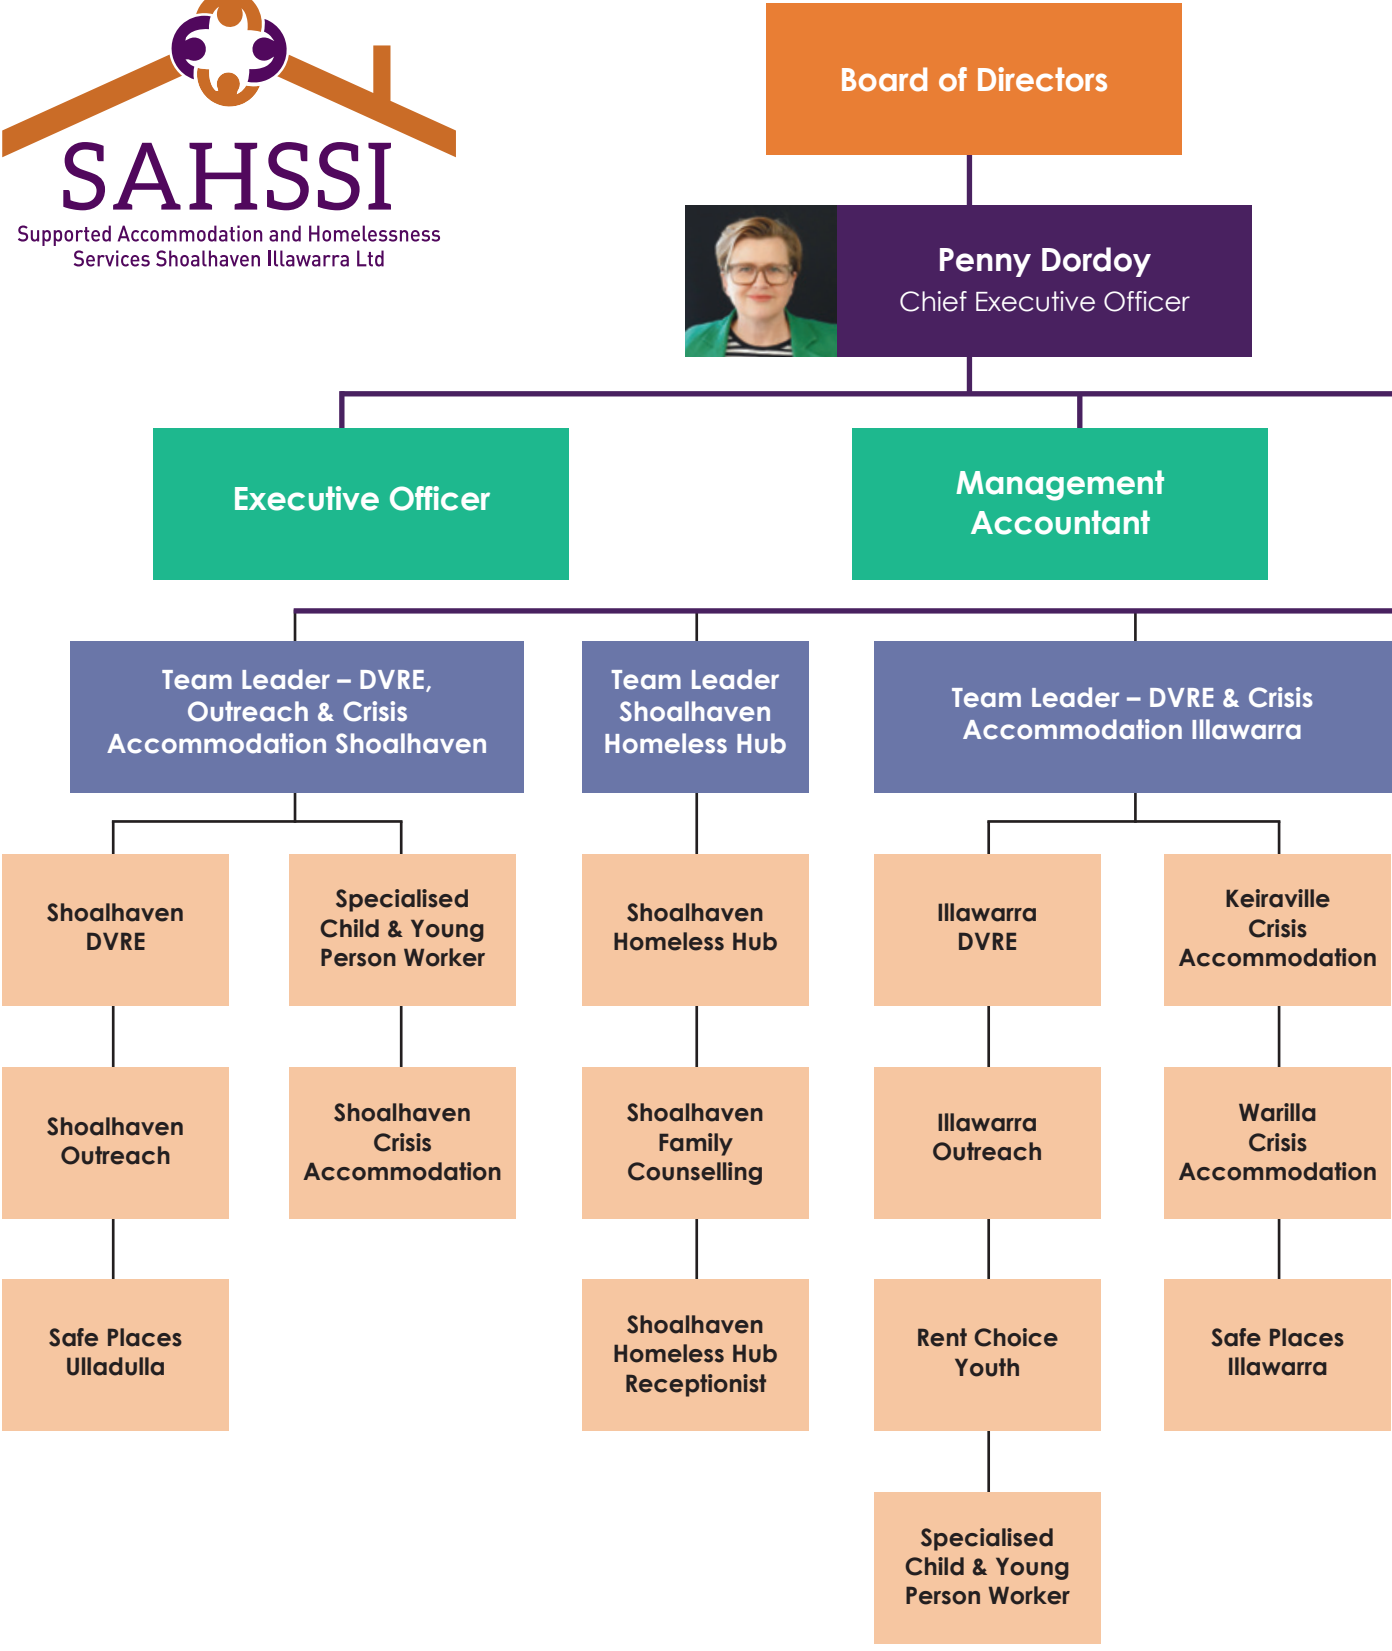 SAHSSI
Supported Accommodation and Homelessness
Services Shoalhaven Illawarra Ltd
Board of Directors
Penny Dordoy
Chief Executive Officer
Executive Officer
Management
Accountant
Team Leader – DVRE,
Outreach & Crisis
Accommodation Shoalhaven
Team Leader
Shoalhaven
Homeless Hub
Team Leader – DVRE & Crisis
Accommodation Illawarra
Shoalhaven
DVRE
Specialised
Child & Young
Person Worker
Shoalhaven
Homeless Hub
Illawarra
DVRE
Keiraville
Crisis
Accommodation
Shoalhaven
Outreach
Shoalhaven
Crisis
Accommodation
Shoalhaven
Family
Counselling
Illawarra
Outreach
Warilla
Crisis
Accommodation
Safe Places
Ulladulla
Shoalhaven
Homeless Hub
Receptionist
Rent Choice
Youth
Safe Places
Illawarra
Specialised
Child & Young
Person Worker